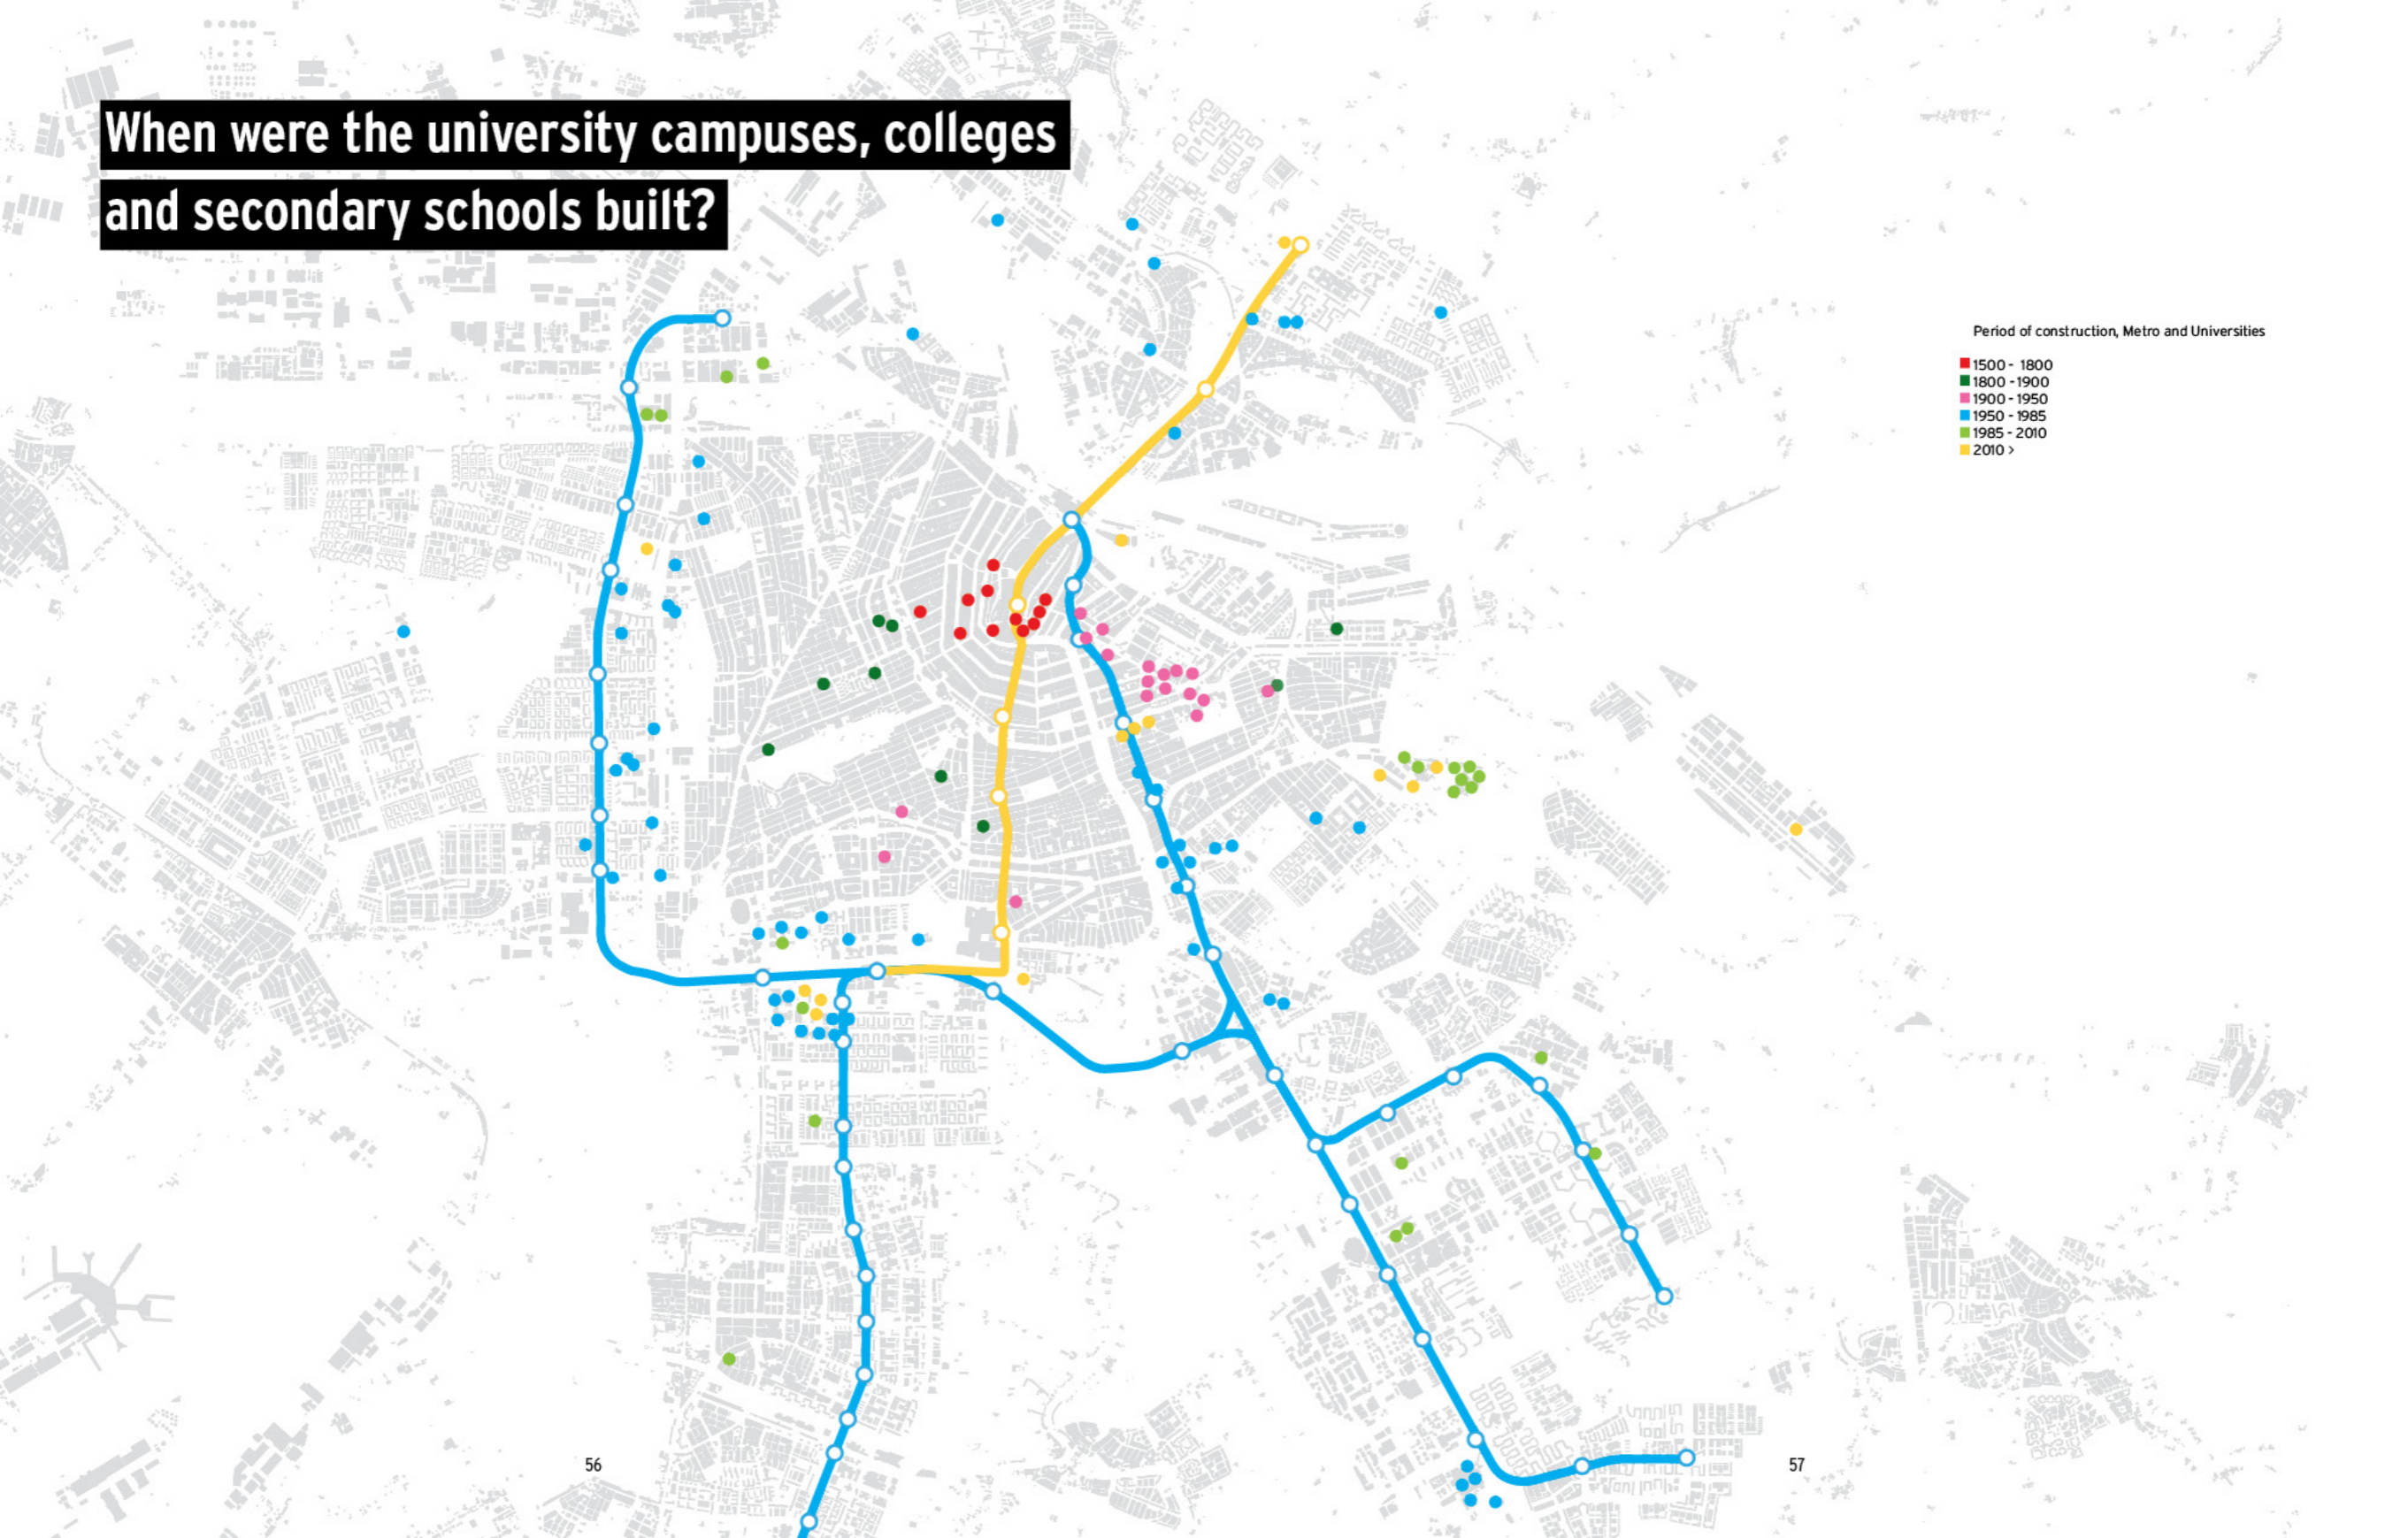 When were the university campuses, colleges
and secondary schools built?
Period of construction, Metro and Universities
1500 - 1800
1800 - 1900
1900 - 1950
1950 - 1985
1985 - 2010
2010 >
56
57